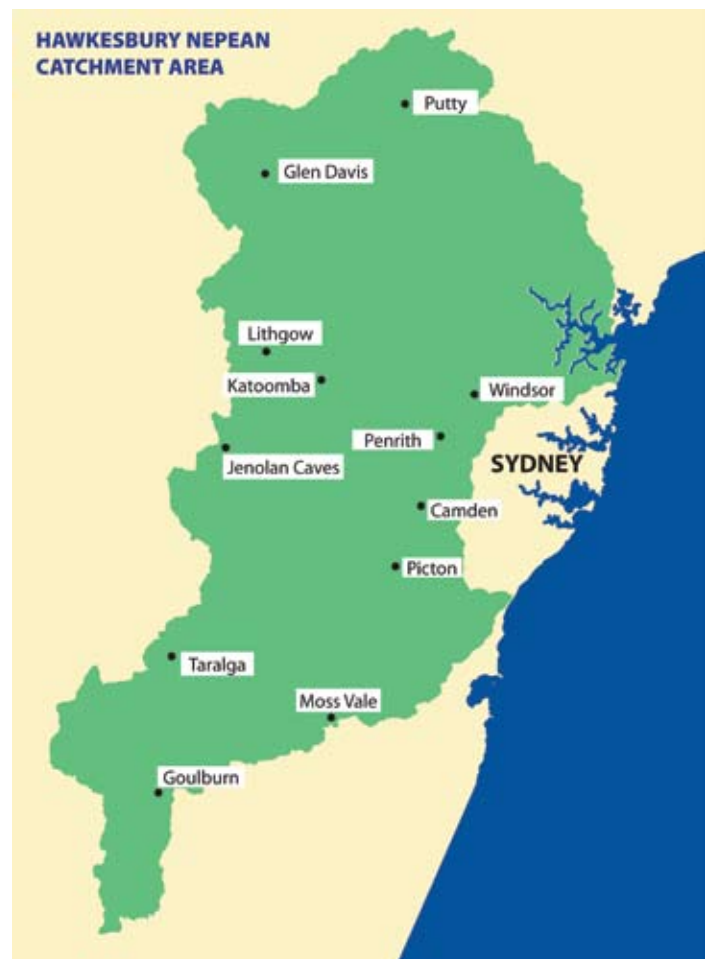 HAWKESBURY NEPEAN
CATCHMENT AREA
Putty
Glen Davis
Lithgow
Katoomba
Windsor
Penrith
SYDNEY
Jenolan Caves
Camden
Picton
Taralga
Moss Vale
Goulburn